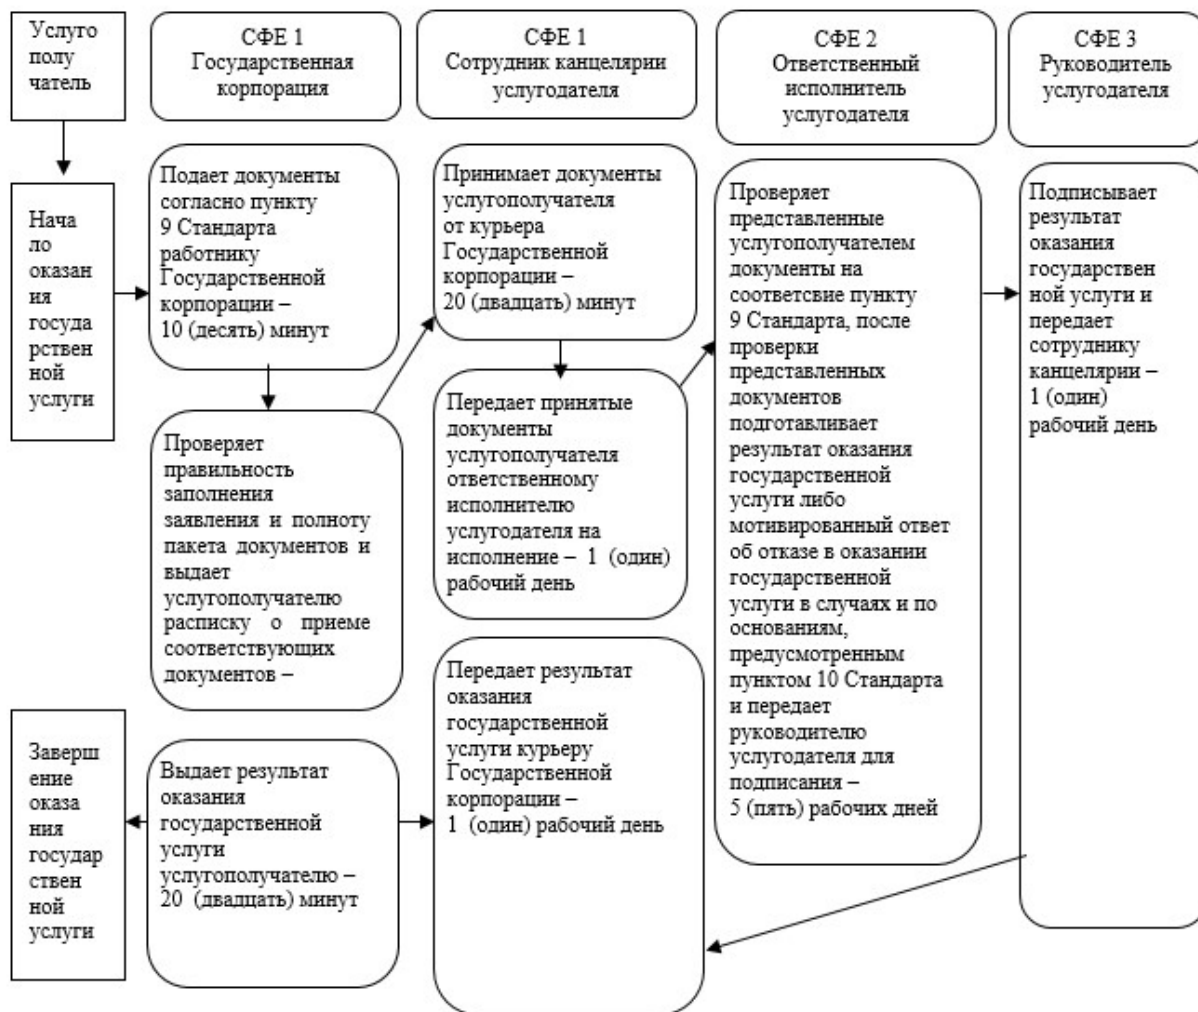 Услуго
полу
чатель
СФЕ 1
Государственная
корпорация
СФЕ 1
Сотрудник канцелярии
услугодателя
СФЕ 2
Ответственный
исполнитель
услугодателя
СФЕ 3
Руководитель
услугодателя
Нача
ло
оказан
ия
госуда
рствен
ной
услуги
Подает документы
согласно пункту
9 Стандарта
работнику
Государственной
корпорации –
10 (десять) минут
Проверяет
правильность
заполнения
заявления и полноту
пакета документов и
выдает
услугополучателю
расписку о приеме
соответствующих
документов –
Принимает документы
услугополучателя
от курьера
Государственной
корпорации –
20 (двадцать) минут
Передает принятые
документы
услугополучателя
ответственному
исполнителю
услугодателя на
исполнение – 1 (один)
рабочий день
Проверяет
представленные
услугополучателем
документы на
соответсвие пункту
9 Стандарта, после
проверки
представленных
документов
подготавливает
результат оказания
государственной
услуги либо
мотивированный ответ
об отказе в оказании
государственной
услуги в случаях и по
основаниям,
предусмотренным
пунктом 10 Стандарта
и передает
руководителю
услугодателя для
подписания –
5 (пять) рабочих дней
Подписывает
результат
оказания
государствен
ной услуги и
передает
сотруднику
канцелярии –
1 (один)
рабочий день
Передает результат
оказания
государственной
услуги курьеру
Государственной
корпорации –
1 (один) рабочий день
Выдает результат
оказания
государственной
услуги
услугополучателю –
20 (двадцать) минут
Заверш
ение
оказа
ния
государ
ствен
ной
услуги